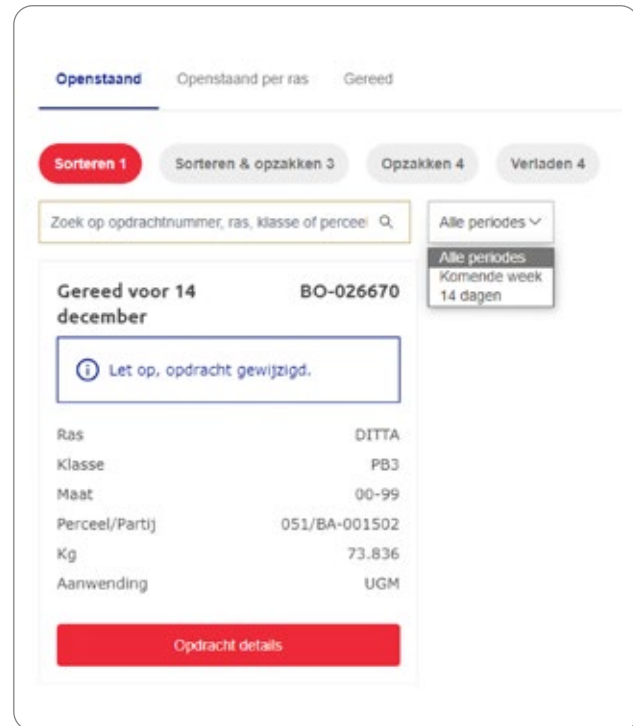 Openstaand Openstaand per ras Gereed
Sorteren 1 Sorteren & opzakken 3 Opzakken 4 Verladen 4
Zoek op opdrachtnummer, ras, klasse of percee Alle periodes
Alle periodes
Komende week
14 dagen
Gereed voor 14 december BO-026670
Let op, opdracht gewijzigd.
Ras DITTA
Klasse PB3
Maat 00-99
Perceel/Partij 051/BA-001502
Kg 73.836
Aanwending UGM
Opdracht details